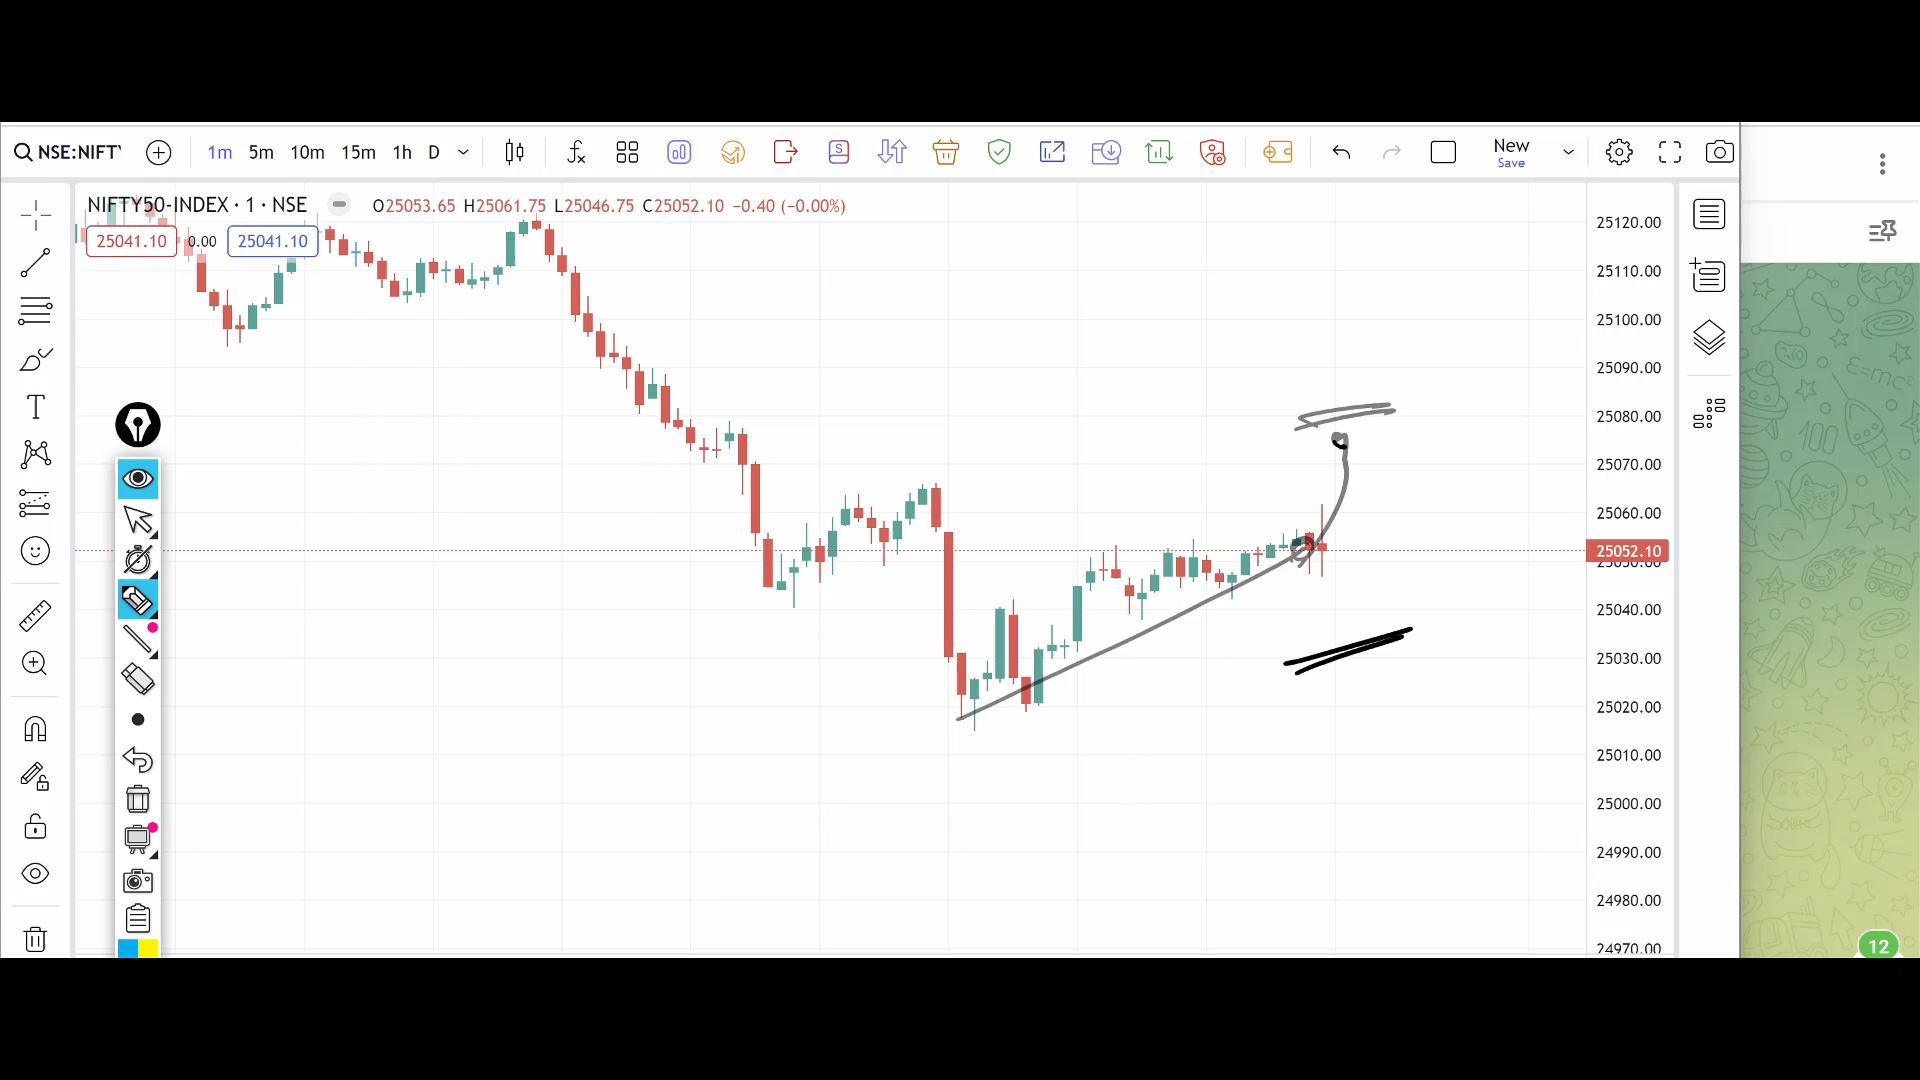 NSE:NIFT
1m 5m 10m 15m 1h D
New
Save
NIFTY50-INDEX · 1 · NSE
O25053.65 H25061.75 L25046.75 C25052.10 −0.40 (−0.00%)
25041.10 0.00 25041.10
25120.00
25110.00
25100.00
25090.00
25080.00
25070.00
25060.00
25052.10
25050.00
25040.00
25030.00
25020.00
25010.00
25000.00
24990.00
24980.00
24970.00
T
S
ε=mc²
12